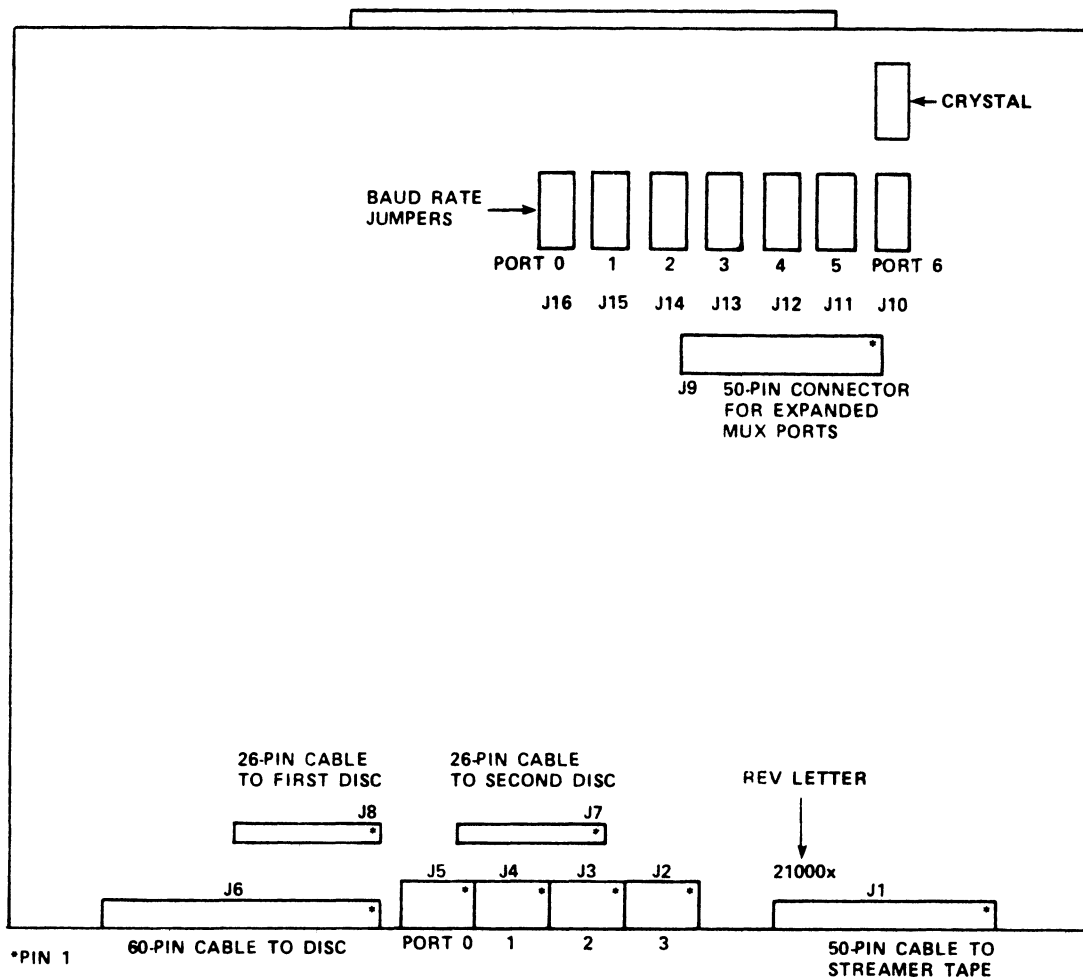 CRYSTAL
BAUD RATE
JUMPERS
PORT 0 1 2 3 4 5 PORT 6
J16 J15 J14 J13 J12 J11 J10
*
J9 50-PIN CONNECTOR
FOR EXPANDED
MUX PORTS
26-PIN CABLE
TO FIRST DISC
26-PIN CABLE
TO SECOND DISC
REV LETTER
J8
*
J7
*
21000x
J6
*
J5
*
J4
*
J3
*
J2
*
J1
*
*PIN 1
60-PIN CABLE TO DISC
PORT 0 1 2 3
50-PIN CABLE TO
STREAMER TAPE